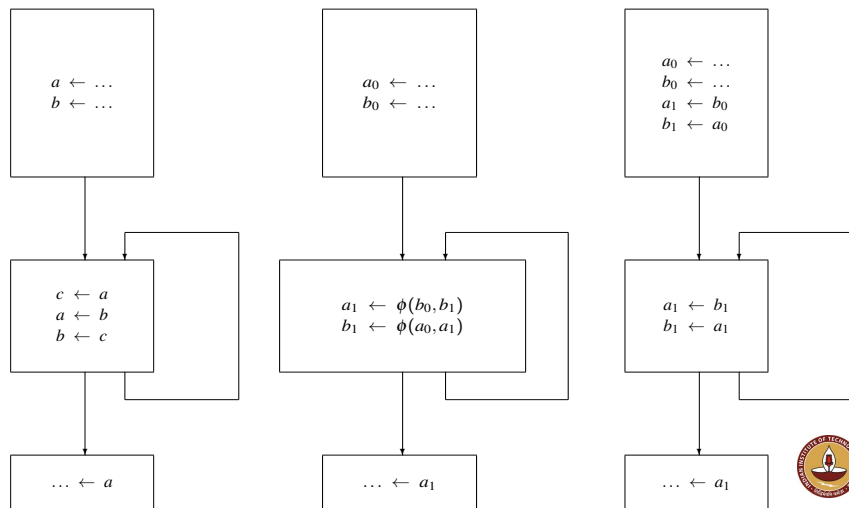 a ← ...
b ← ...
c ← a
a ← b
b ← c
... ← a
a₀ ← ...
b₀ ← ...
a₁ ← ϕ(b₀, b₁)
b₁ ← ϕ(a₀, a₁)
... ← a₁
a₀ ← ...
b₀ ← ...
a₁ ← b₀
b₁ ← a₀
a₁ ← b₁
b₁ ← a₁
... ← a₁